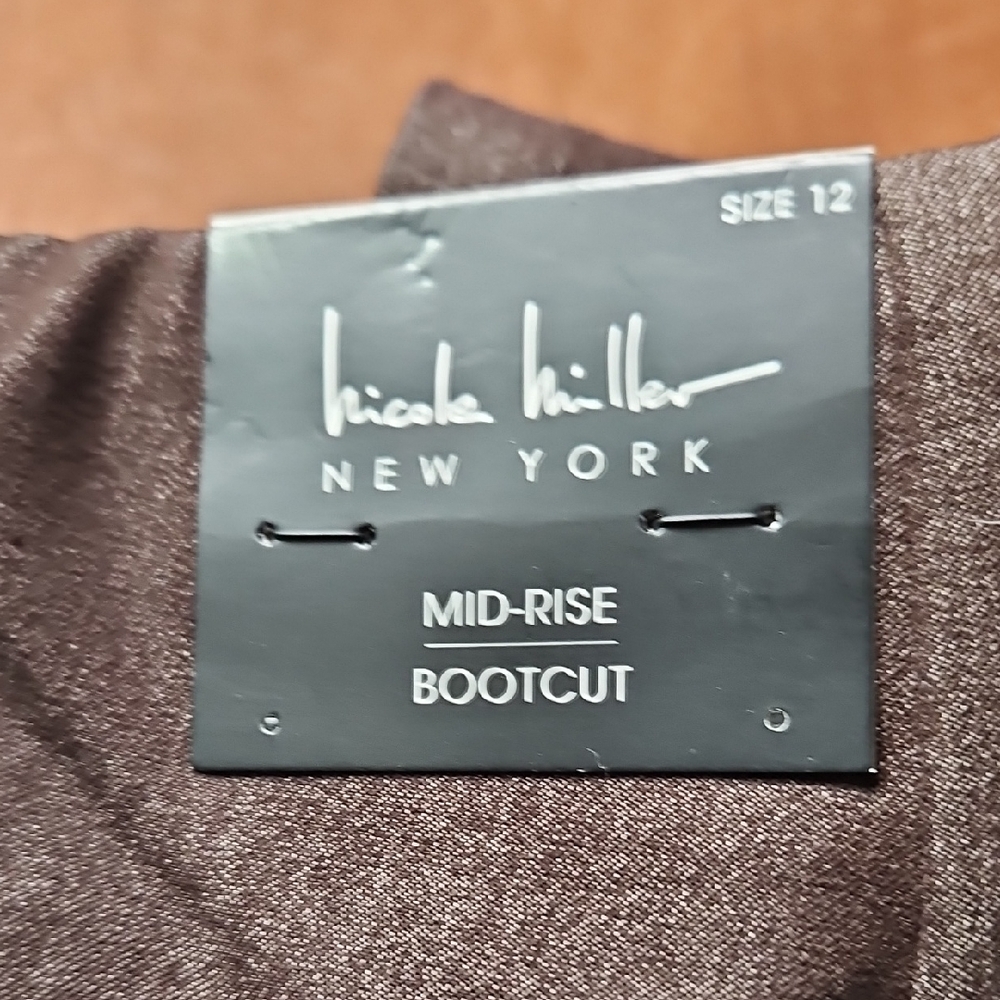 SIZE 12
Nicole Miller
NEW YORK
MID-RISE
BOOTCUT